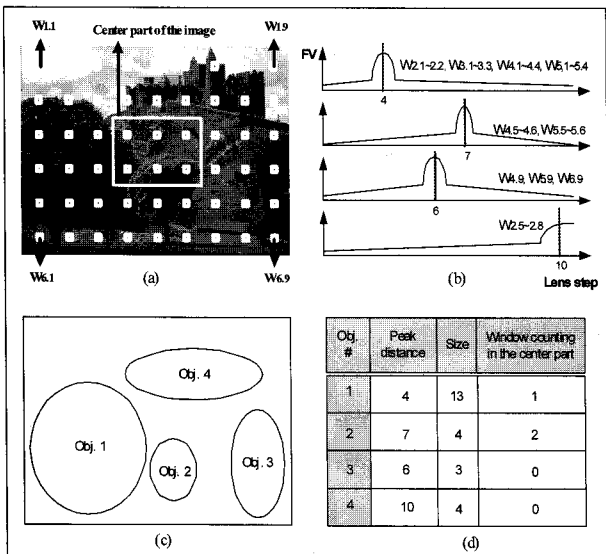 W1.1
Center part of the image
W1.9
W6.1
W6.9
(a)
FV
W2.1~2.2, W3.1~3.3, W4.1~4.4, W5.1~5.4
4
W4.5~4.6, W5.5~5.6
7
W4.9, W5.9, W6.9
6
W2.5~2.8
10
(b)
Lens step
Obj. 4
Obj. 1
Obj. 2
Obj. 3
(c)
Obj. # Peak distance Size Window counting in the center part
1 4 13 1
2 7 4 2
3 6 3 0
4 10 4 0
(d)